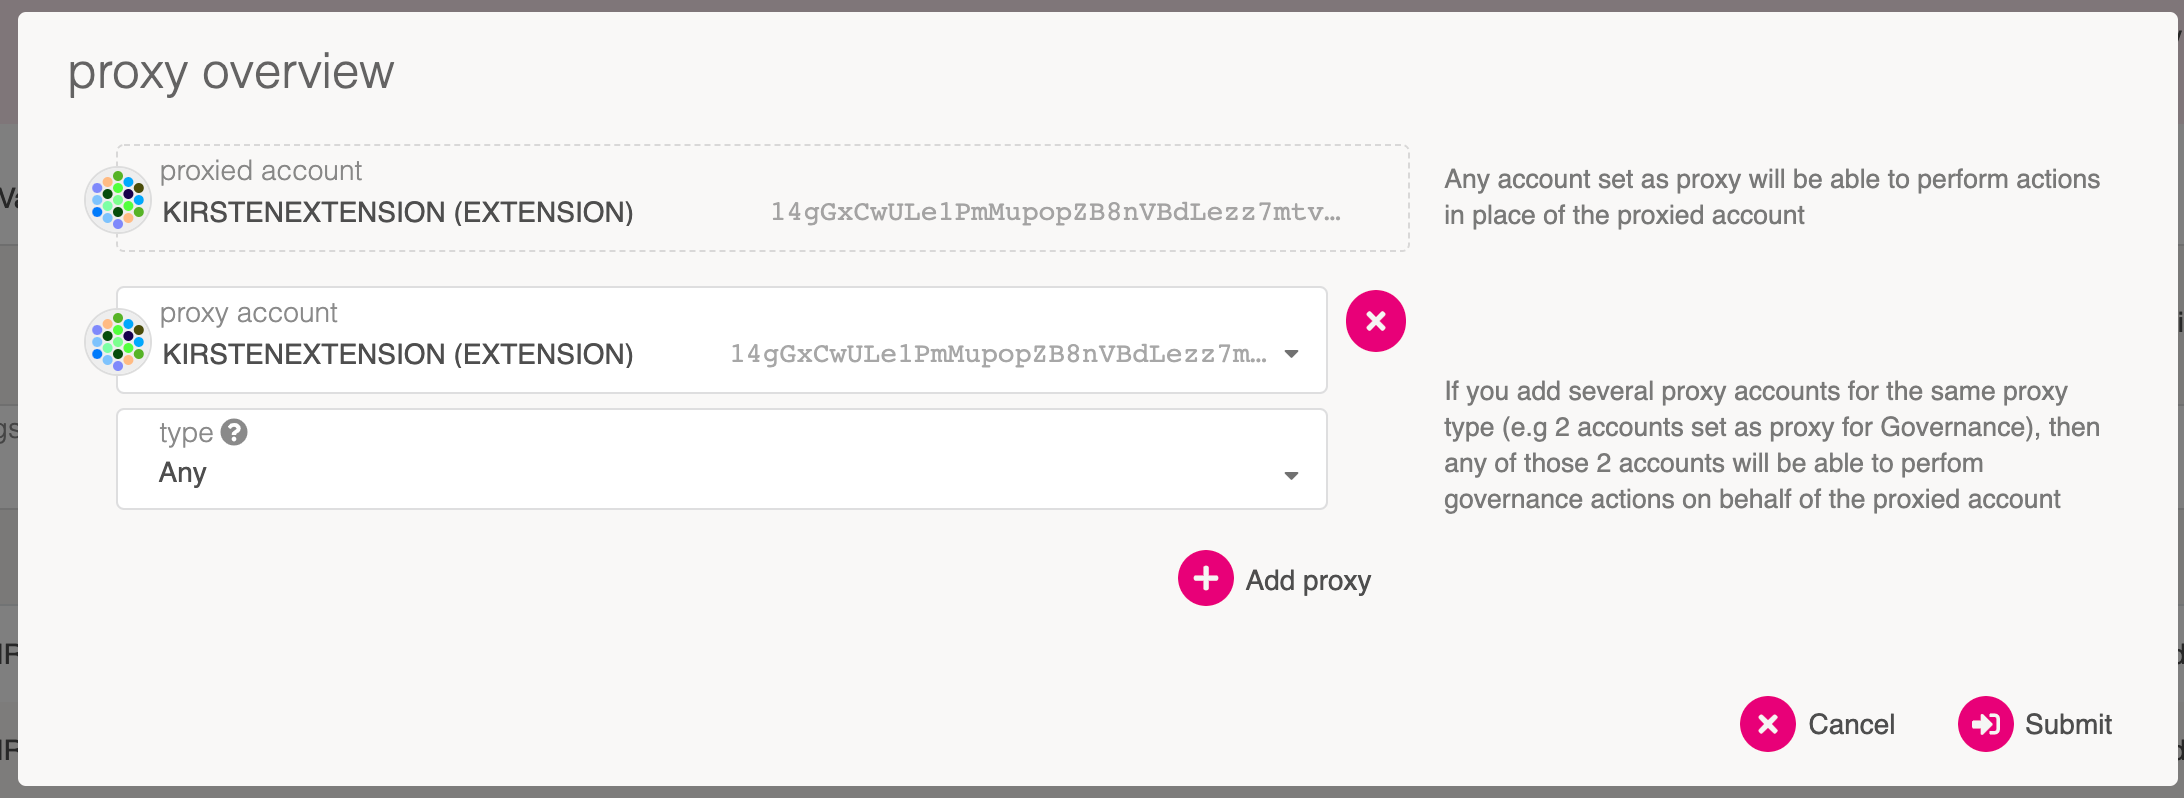 proxy overview
proxied account
KIRSTENEXTENSION (EXTENSION) 14gGxCwULe1PmMupopZB8nVBdLezz7mtv…
Any account set as proxy will be able to perform actions
in place of the proxied account
proxy account
KIRSTENEXTENSION (EXTENSION) 14gGxCwULe1PmMupopZB8nVBdLezz7m…
type ?
Any
If you add several proxy accounts for the same proxy
type (e.g 2 accounts set as proxy for Governance), then
any of those 2 accounts will be able to perfom
governance actions on behalf of the proxied account
Add proxy
Cancel
Submit